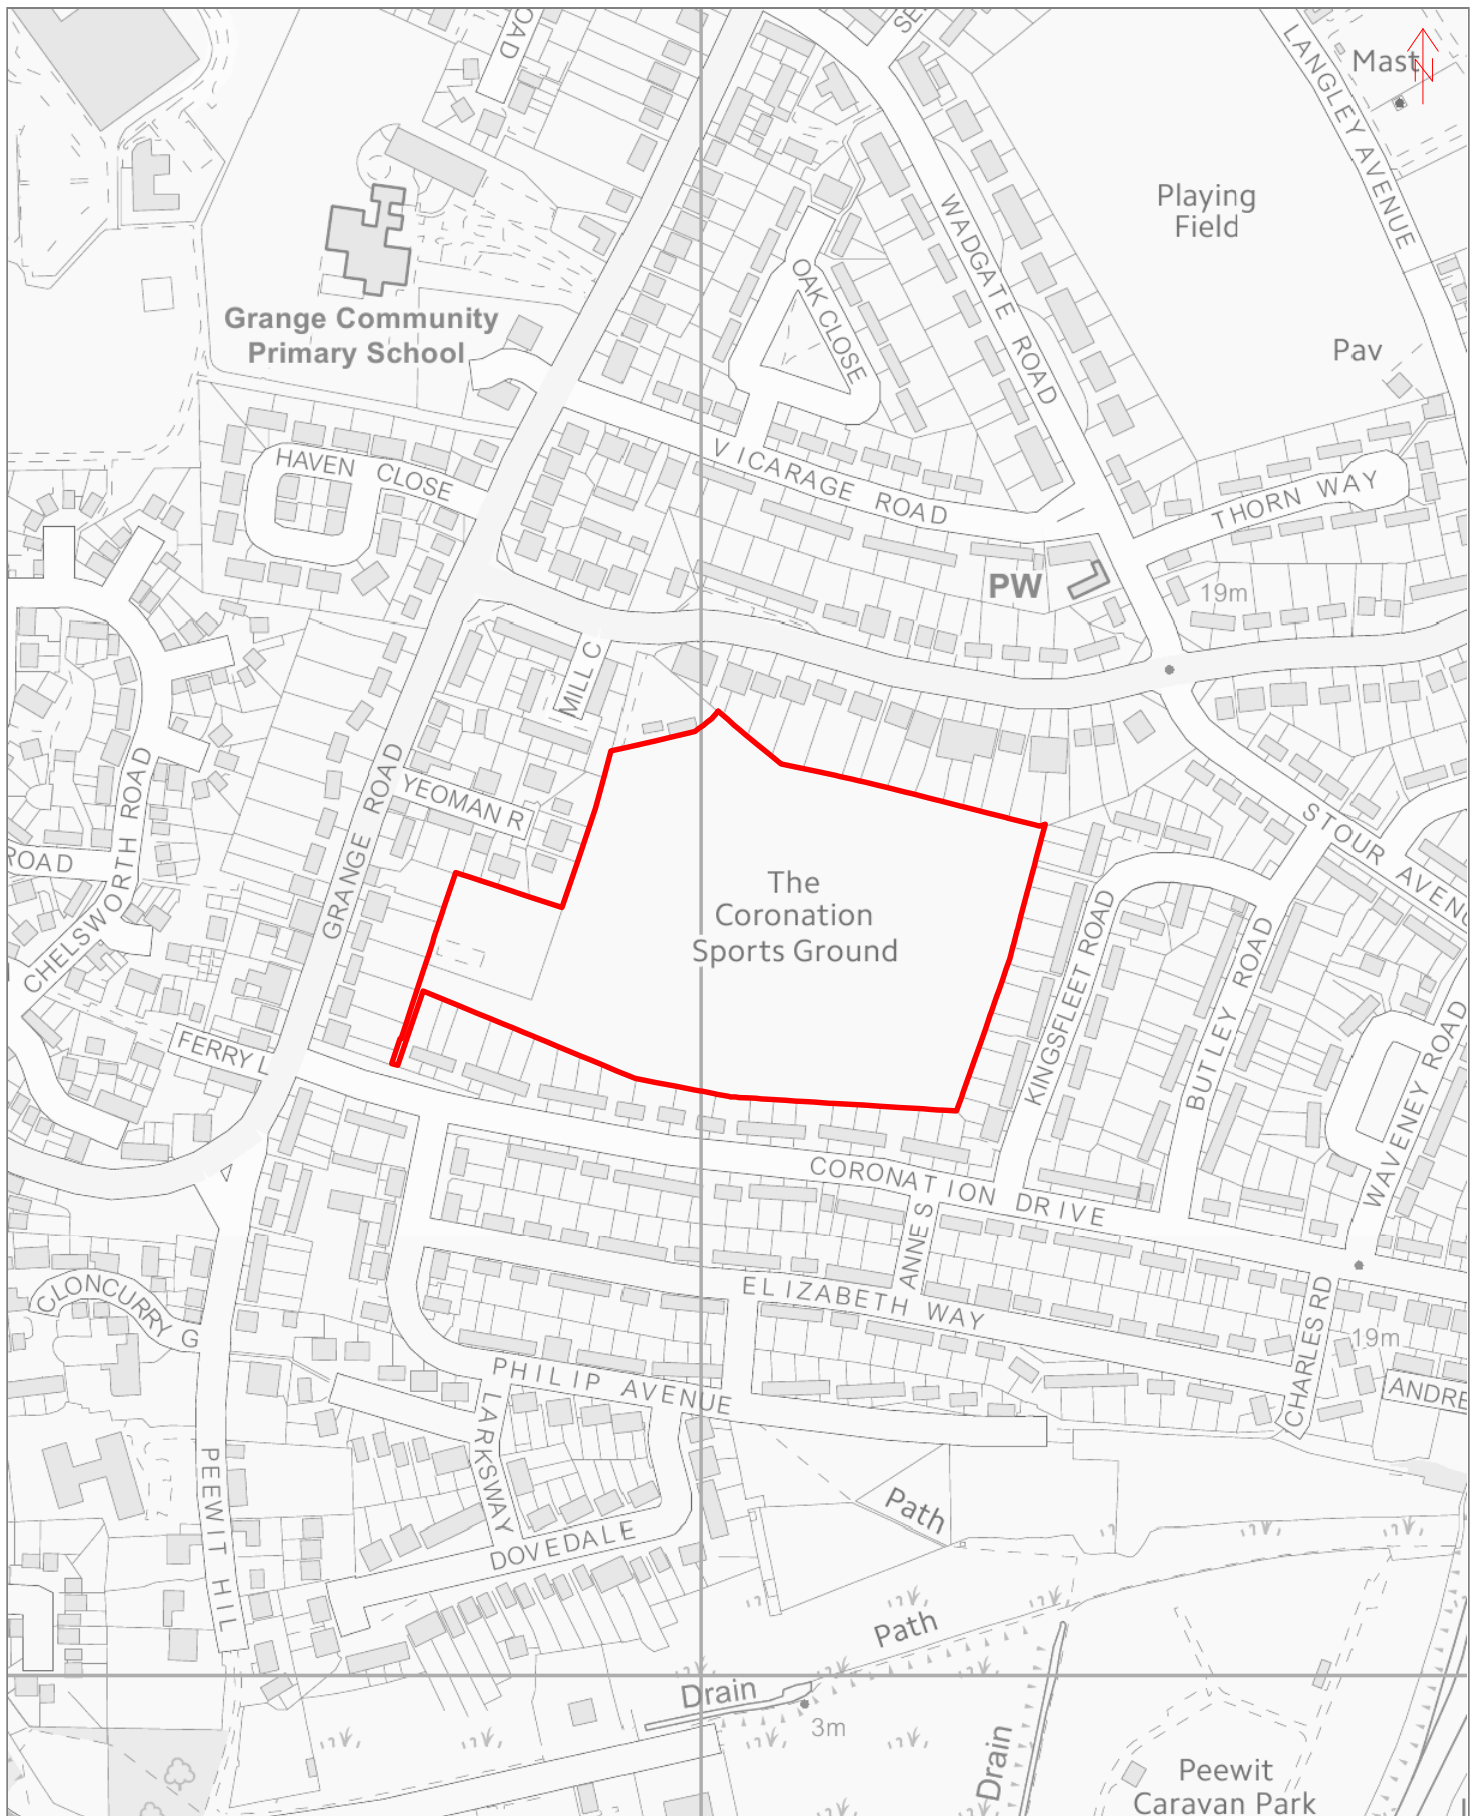 OAD
SE
LANGLEY AVENUE
Mast
N
Playing
Field
WADGATE ROAD
OAK CLOSE
Grange Community
Primary School
Pav
VICARAGE ROAD
HAVEN CLOSE
THORN WAY
PW
19m
MILL C
YEOMAN R
GRANGE ROAD
CHELSWORTH ROAD
ROAD
STOUR AVENU
The
Coronation
Sports Ground
KINGSFLEET ROAD
BUTLEY ROAD
WAVENEY ROAD
FERRY L
CORONATION DRIVE
ANNE S
ELIZABETH WAY
CLONCURRY G
CHARLES RD
19m
PHILIP AVENUE
ANDRE
LARKSWAY
PEEWIT HIL
DOVEDALE
Path
Path
Drain
3m
Drain
Peewit
Caravan Park